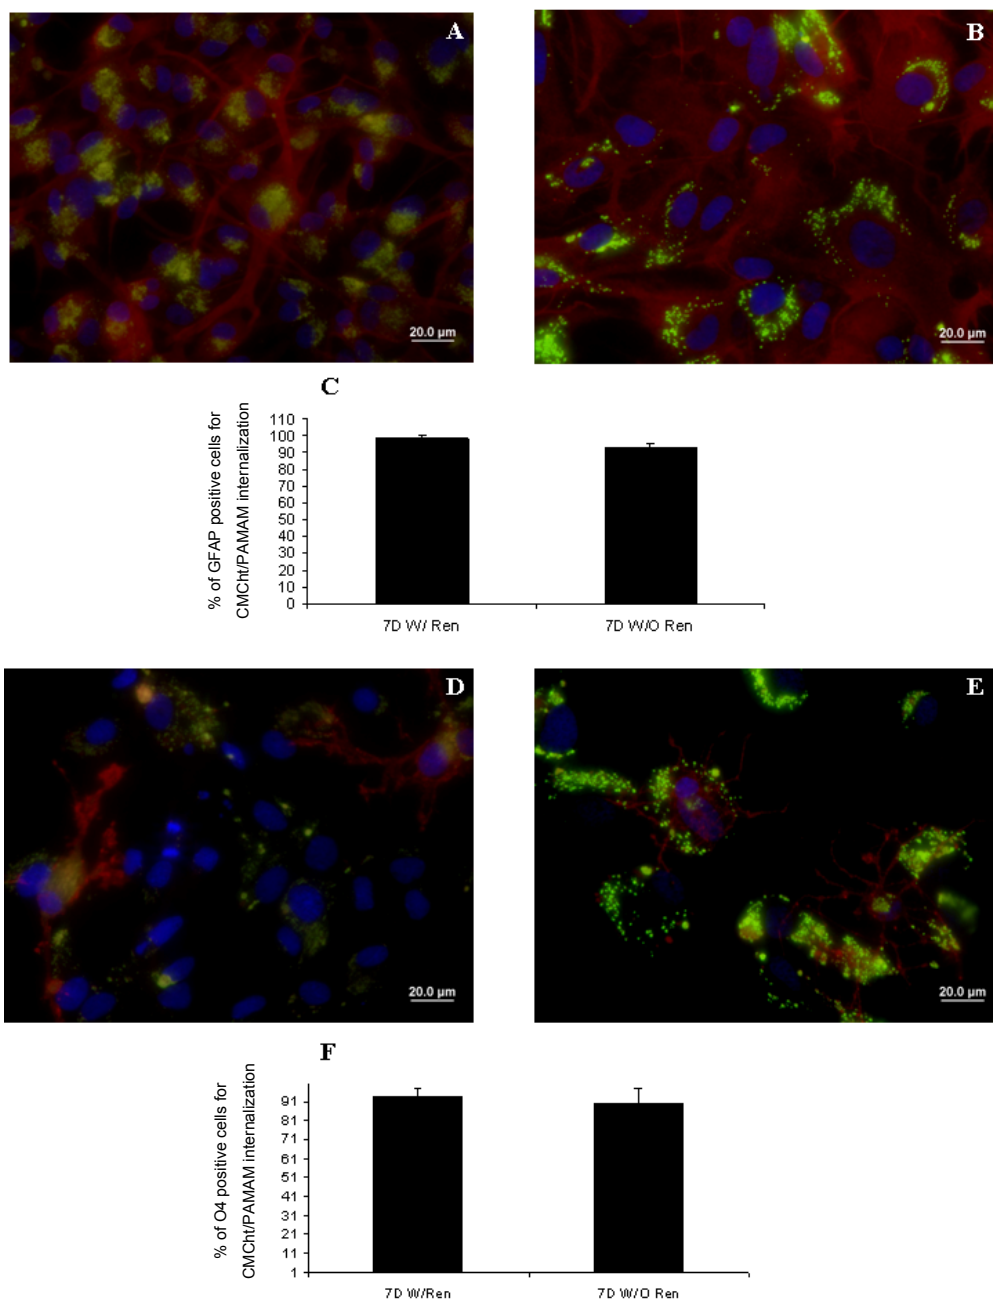 A
B
20.0 µm
20.0 µm
C
% of GFAP positive cells for
CMCht/PAMAM internalization
110
100
90
80
70
60
50
40
30
20
10
0
7D W/ Ren
7D W/O Ren
D
E
20.0 µm
20.0 µm
F
% of O4 positive cells for
CMCht/PAMAM internalization
91
81
71
61
51
41
31
21
11
1
7D W/Ren
7D W/O Ren